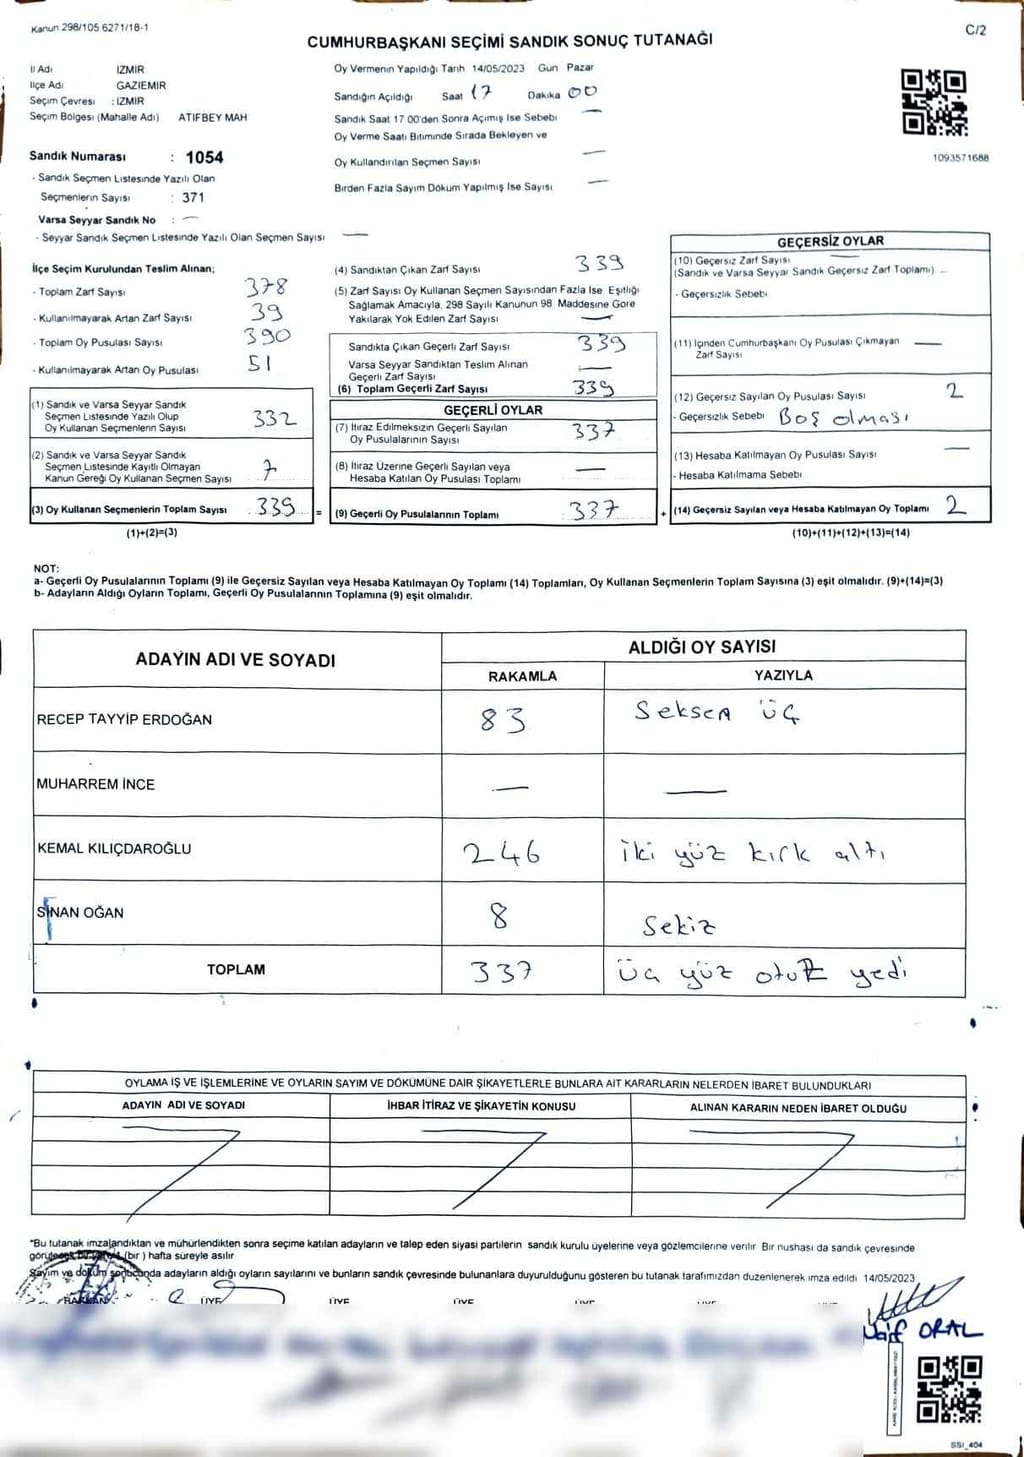 Kanun 298/105 6271/18-1
C/2
CUMHURBAŞKANI SEÇİMİ SANDIK SONUÇ TUTANAĞI
İl Adı İZMİR
İlçe Adı GAZİEMİR
Seçim Çevresi : İZMİR
Seçim Bölgesi (Mahalle Adı) ATIFBEY MAH
Sandık Numarası : 1054
- Sandık Seçmen Listesinde Yazılı Olan
Seçmenlerin Sayısı : 371
Varsa Seyyar Sandık No : —
- Seyyar Sandık Seçmen Listesinde Yazılı Olan Seçmen Sayısı —
Oy Vermenin Yapıldığı Tarih 14/05/2023 Gün Pazar
Sandığın Açıldığı Saat 17 Dakika 00
Sandık Saat 17 00'den Sonra Açımış İse Sebebi —
Oy Verme Saati Bitiminde Sırada Bekleyen ve
Oy Kullandırılan Seçmen Sayısı —
Birden Fazla Sayım Döküm Yapılmış İse Sayısı —
1093571688
İlçe Seçim Kurulundan Teslim Alınan;
- Toplam Zarf Sayısı 378
- Kullanılmayarak Artan Zarf Sayısı 39
- Toplam Oy Pusulası Sayısı 390
- Kullanılmayarak Artan Oy Pusulası 51
(1) Sandık ve Varsa Seyyar Sandık
Seçmen Listesinde Yazılı Olup
Oy Kullanan Seçmenlerin Sayısı 332
(2) Sandık ve Varsa Seyyar Sandık
Seçmen Listesinde Kayıtlı Olmayan
Kanun Gereği Oy Kullanan Seçmen Sayısı 7
(3) Oy Kullanan Seçmenlerin Toplam Sayısı 339 =
(1)+(2)=(3)
(4) Sandıktan Çıkan Zarf Sayısı 339
(5) Zarf Sayısı Oy Kullanan Seçmen Sayısından Fazla İse, Eşitliği
Sağlamak Amacıyla, 298 Sayılı Kanunun 98 Maddesine Göre
Yakılarak Yok Edilen Zarf Sayısı —
Sandıkta Çıkan Geçerli Zarf Sayısı 339
Varsa Seyyar Sandıktan Teslim Alınan
Geçerli Zarf Sayısı —
(6) Toplam Geçerli Zarf Sayısı 339
GEÇERLİ OYLAR
(7) İtiraz Edilmeksizin Geçerli Sayılan
Oy Pusulalarının Sayısı 337
(8) İtiraz Üzerine Geçerli Sayılan veya
Hesaba Katılan Oy Pusulası Toplamı —
(9) Geçerli Oy Pusulalarının Toplamı 337 +
GEÇERSİZ OYLAR
(10) Geçersiz Zarf Sayısı —
(Sandık ve Varsa Seyyar Sandık Geçersiz Zarf Toplamı) —
- Geçersizlik Sebebi
(11) İçinden Cumhurbaşkanı Oy Pusulası Çıkmayan —
Zarf Sayısı
(12) Geçersiz Sayılan Oy Pusulası Sayısı 2
- Geçersizlik Sebebi Boş olması
(13) Hesaba Katılmayan Oy Pusulası Sayısı —
- Hesaba Katılmama Sebebi
(14) Geçersiz Sayılan veya Hesaba Katılmayan Oy Toplamı 2
(10)+(11)+(12)+(13)=(14)
NOT:
a- Geçerli Oy Pusulalarının Toplamı (9) ile Geçersiz Sayılan veya Hesaba Katılmayan Oy Toplamı (14) Toplamları, Oy Kullanan Seçmenlerin Toplam Sayısına (3) eşit olmalıdır. (9)+(14)=(3)
b- Adayların Aldığı Oyların Toplamı, Geçerli Oy Pusulalarının Toplamına (9) eşit olmalıdır.
ADAYIN ADI VE SOYADI
ALDIĞI OY SAYISI
RAKAMLA YAZIYLA
RECEP TAYYİP ERDOĞAN 83 Seksen üç
MUHARREM İNCE — —
KEMAL KILIÇDAROĞLU 246 iki yüz kırk altı
SİNAN OĞAN 8 Sekiz
TOPLAM 337 üç yüz otuz yedi
OYLAMA İŞ VE İŞLEMLERİNE VE OYLARIN SAYIM VE DÖKÜMÜNE DAİR ŞİKAYETLERLE BUNLARA AİT KARARLARIN NELERDEN İBARET BULUNDUKLARI
ADAYIN ADI VE SOYADI İHBAR İTİRAZ VE ŞİKAYETİN KONUSU ALINAN KARARIN NEDEN İBARET OLDUĞU
*Bu tutanak imzalandıktan ve mühürlendikten sonra seçime katılan adayların ve talep eden siyasi partilerin sandık kurulu üyelerine veya gözlemcilerine verilir Bir nushası da sandık çevresinde
(bir ) hafta süreyle asılır
Sayım ve döküm sonucunda adayların aldığı oyların sayılarını ve bunların sandık çevresinde bulunanlara duyurulduğunu gösteren bu tutanak tarafımızdan düzenlenerek imza edildi 14/05/2023
BAŞKAN ÜYE ÜYE ÜYE ÜYE ÜYE
ORAL
SSI_404